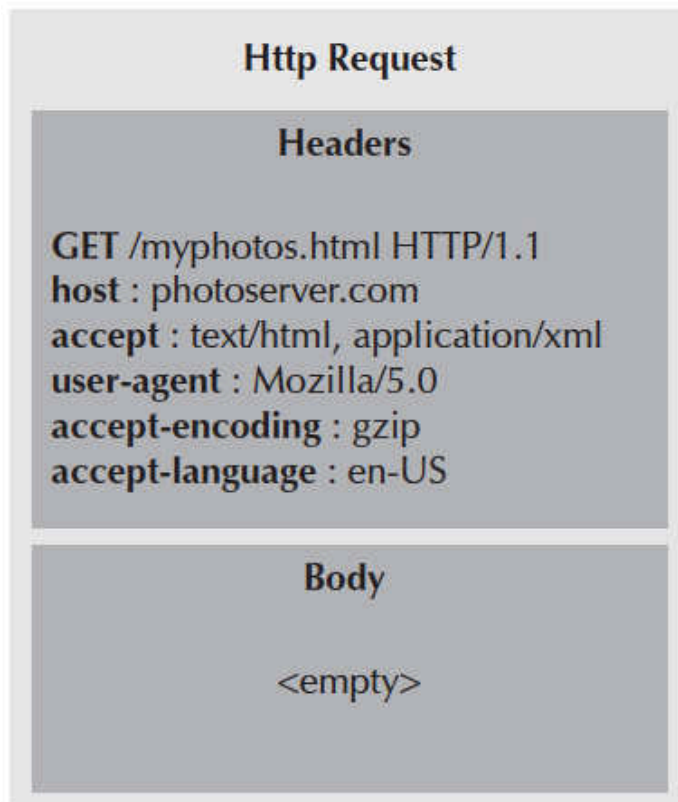 Http Request
Headers
GET /myphotos.html HTTP/1.1
host : photoserver.com
accept : text/html, application/xml
user-agent : Mozilla/5.0
accept-encoding : gzip
accept-language : en-US
Body
<empty>